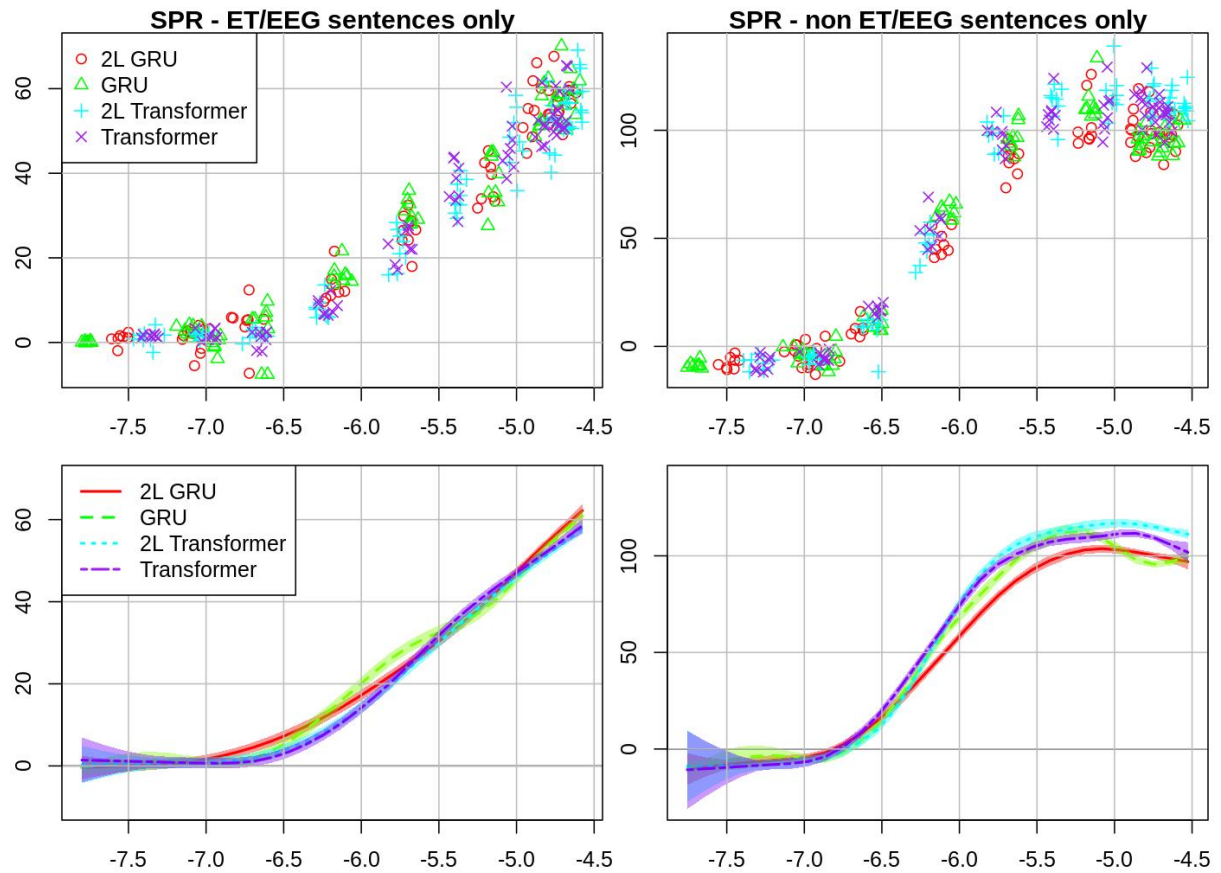 SPR - ET/EEG sentences only
2L GRU
GRU
2L Transformer
Transformer
60
40
20
0
-7.5 -7.0 -6.5 -6.0 -5.5 -5.0 -4.5
SPR - non ET/EEG sentences only
100
50
0
-7.5 -7.0 -6.5 -6.0 -5.5 -5.0 -4.5
2L GRU
GRU
2L Transformer
Transformer
60
40
20
0
-7.5 -7.0 -6.5 -6.0 -5.5 -5.0 -4.5
100
50
0
-7.5 -7.0 -6.5 -6.0 -5.5 -5.0 -4.5